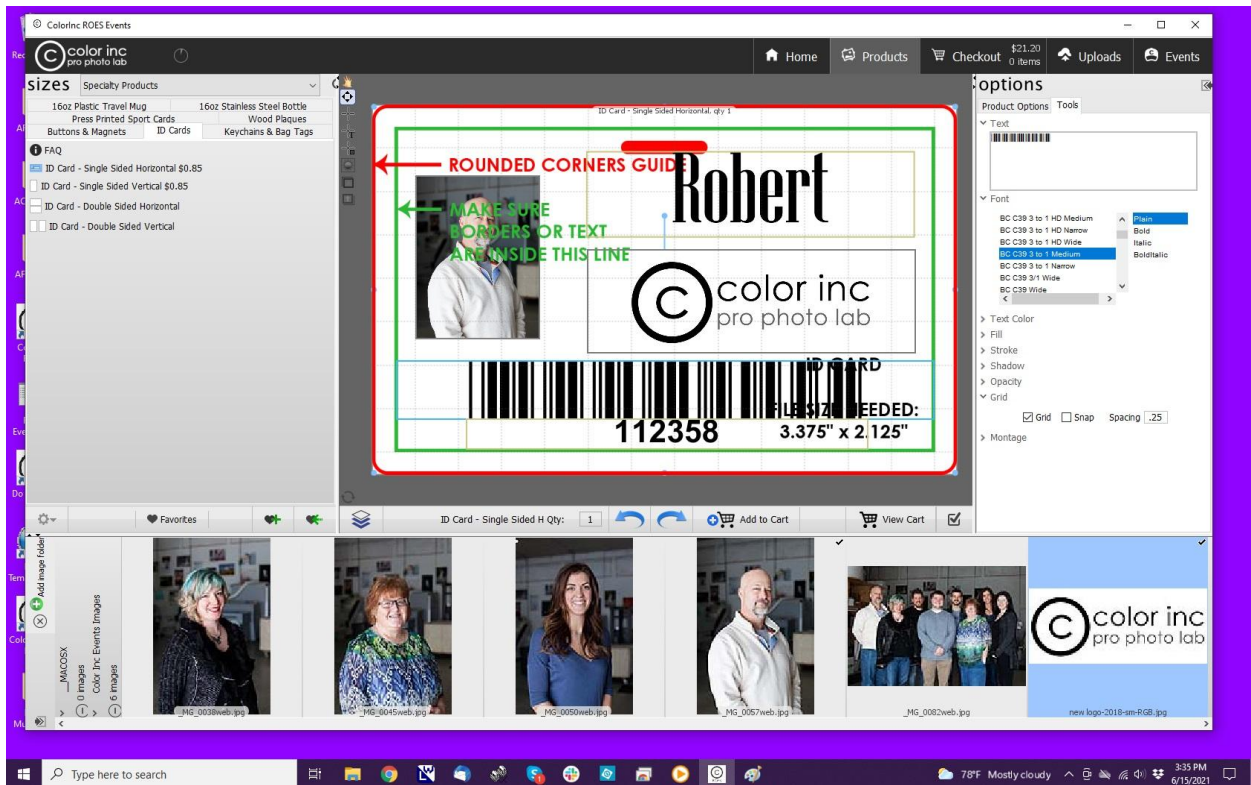 ColorInc ROES Events
color inc
pro photo lab
Home
Products
Checkout
$21.20
0 items
Uploads
Events
sizes
Specialty Products
16oz Plastic Travel Mug
16oz Stainless Steel Bottle
Press Printed Sport Cards
Wood Plaques
Buttons & Magnets
ID Cards
Keychains & Bag Tags
FAQ
ID Card - Single Sided Horizontal $0.85
ID Card - Single Sided Vertical $0.85
ID Card - Double Sided Horizontal
ID Card - Double Sided Vertical
Favorites
ID Card - Single Sided Horizontal, qty 1
ROUNDED CORNERS GUIDE
Robert
MAKE SURE
BORDERS OR TEXT
ARE INSIDE THIS LINE
color inc
pro photo lab
ID CARD
FILE SIZE NEEDED:
3.375" x 2.125"
112358
ID Card - Single Sided H Qty: 1
Add to Cart
View Cart
options
Product Options
Tools
Text
Font
BC C39 3 to 1 HD Medium
BC C39 3 to 1 HD Narrow
BC C39 3 to 1 HD Wide
BC C39 3 to 1 Medium
BC C39 3 to 1 Narrow
BC C39 3/1 Wide
BC C39 Wide
Plain
Bold
Italic
BoldItalic
Text Color
Fill
Stroke
Shadow
Opacity
Grid
Grid
Snap
Spacing .25
Montage
Add image folder
__MACOSX
0 images
Color Inc Events Images
6 images
_MG_0038web.jpg
_MG_0045web.jpg
_MG_0050web.jpg
_MG_0057web.jpg
_MG_0082web.jpg
color inc
pro photo lab
new logo-2018-sm-RGB.jpg
Type here to search
78°F Mostly cloudy
3:35 PM
6/15/2021